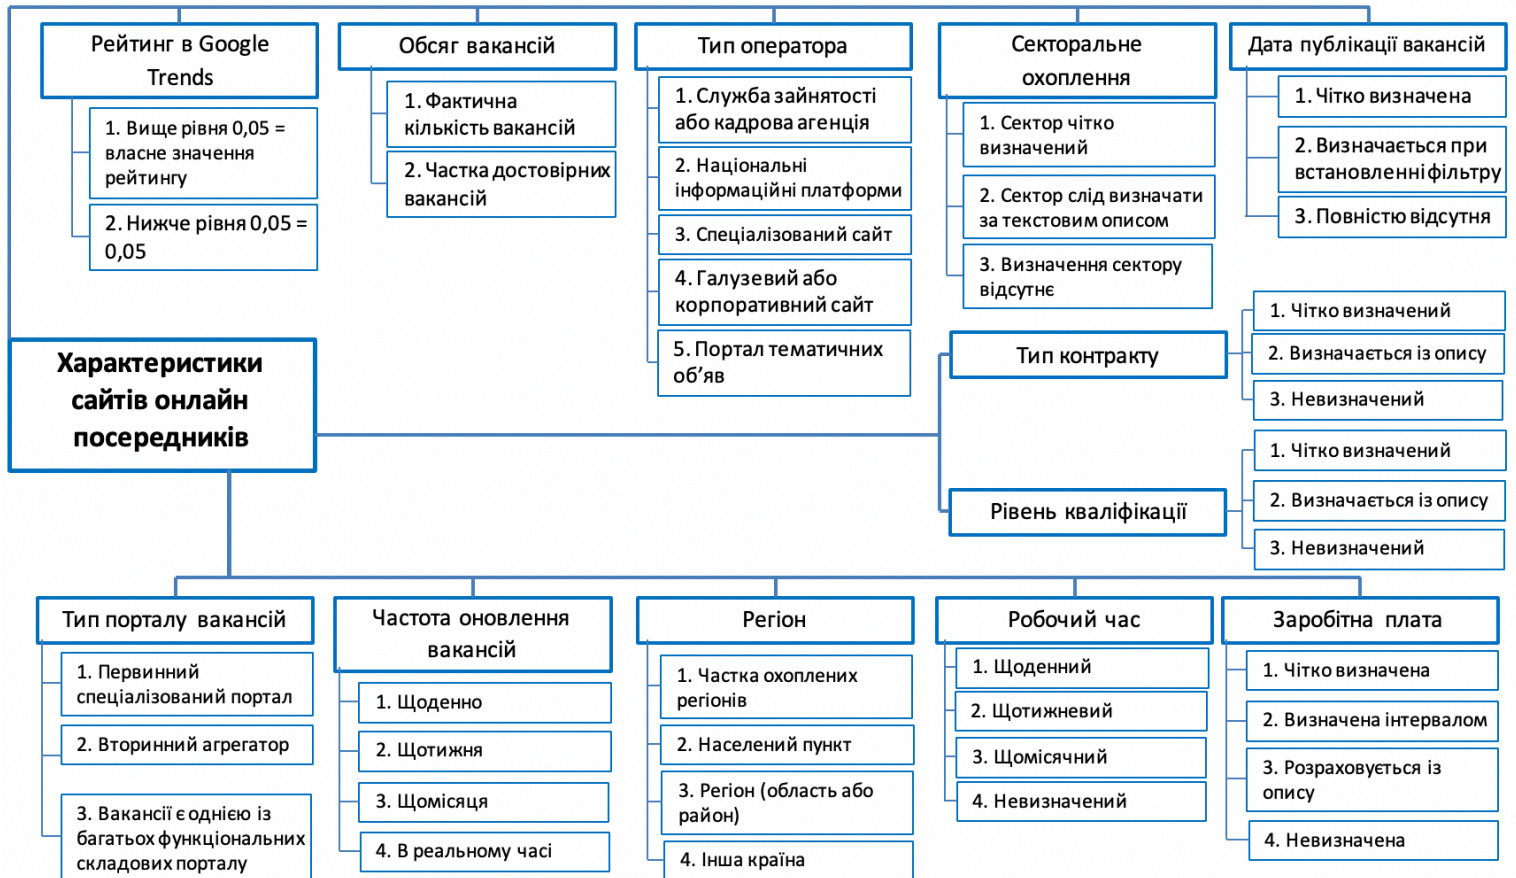 Рейтинг в Google
Trends
1. Вище рівня 0,05 =
власне значення
рейтингу
2. Нижче рівня 0,05 =
0,05
Обсяг вакансій
1. Фактична
кількість вакансій
2. Частка достовірних
вакансій
Тип оператора
1. Служба зайнятості
або кадрова агенція
2. Національні
інформаційні платформи
3. Спеціалізований сайт
4. Галузевий або
корпоративний сайт
5. Портал тематичних
об’яв
Секторальне
охоплення
1. Сектор чітко
визначений
2. Сектор слід визначати
за текстовим описом
3. Визначення сектору
відсутнє
Дата публікації вакансій
1. Чітко визначена
2. Визначається при
встановленні фільтру
3. Повністю відсутня
Характеристики
сайтів онлайн
посередників
Тип контракту
1. Чітко визначений
2. Визначається із опису
3. Невизначений
Рівень кваліфікації
1. Чітко визначений
2. Визначається із опису
3. Невизначений
Тип порталу вакансій
1. Первинний
спеціалізований портал
2. Вторинний агрегатор
3. Вакансії є однією із
багатьох функціональних
складових порталу
Частота оновлення
вакансій
1. Щоденно
2. Щотижня
3. Щомісяця
4. В реальному часі
Регіон
1. Частка охоплених
регіонів
2. Населений пункт
3. Регіон (область або
район)
4. Інша країна
Робочий час
1. Щоденний
2. Щотижневий
3. Щомісячний
4. Невизначений
Заробітна плата
1. Чітко визначена
2. Визначена інтервалом
3. Розраховується із
опису
4. Невизначена